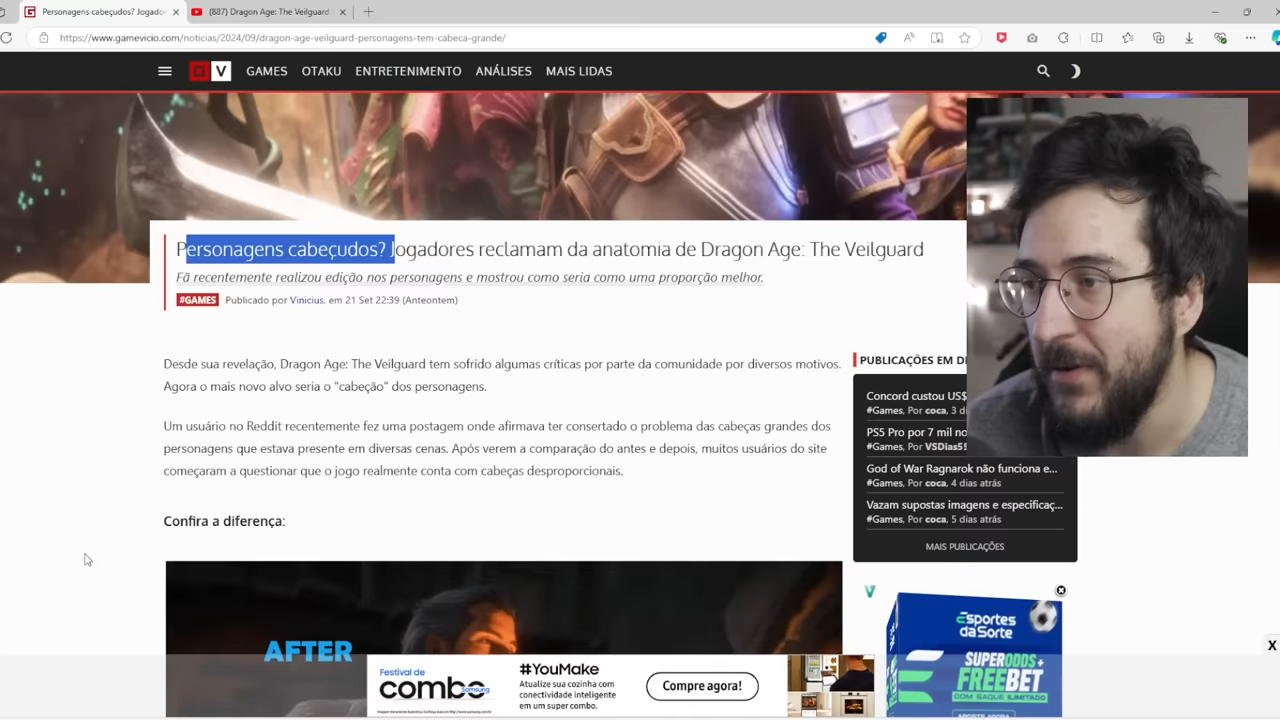 Personagens cabeçudos? Jogado
(887) Dragon Age: The Veilguard
https://www.gamevicio.com/noticias/2024/09/dragon-age-veilguard-personagens-tem-cabeca-grande/
V GAMES OTAKU ENTRETENIMENTO ANÁLISES MAIS LIDAS
Personagens cabeçudos? Jogadores reclamam da anatomia de Dragon Age: The Veilguard
Fã recentemente realizou edição nos personagens e mostrou como seria como uma proporção melhor.
#GAMES Publicado por Vinicius. em 21 Set 22:39 (Anteontem)
Desde sua revelação, Dragon Age: The Veilguard tem sofrido algumas críticas por parte da comunidade por diversos motivos.
Agora o mais novo alvo seria o "cabeção" dos personagens.
Um usuário no Reddit recentemente fez uma postagem onde afirmava ter consertado o problema das cabeças grandes dos
personagens que estava presente em diversas cenas. Após verem a comparação do antes e depois, muitos usuários do site
começaram a questionar que o jogo realmente conta com cabeças desproporcionais.
Confira a diferença:
AFTER
PUBLICAÇÕES EM D
Concord custou US$
#Games, Por coca, 3 d
PS5 Pro por 7 mil no
#Games, Por VSDias5
God of War Ragnarok não funciona e...
#Games, Por coca, 4 dias atrás
Vazam supostas imagens e especificaç...
#Games, Por coca, 5 dias atrás
MAIS PUBLICAÇÕES
Esportes
da Sorte
SUPERODDS+
FREEBET
COM SAQUE ILIMITADO
Festival de
combo
Samsung
#YouMake
Atualize sua cozinha com
conectividade inteligente
em um super combo.
Compre agora!
X